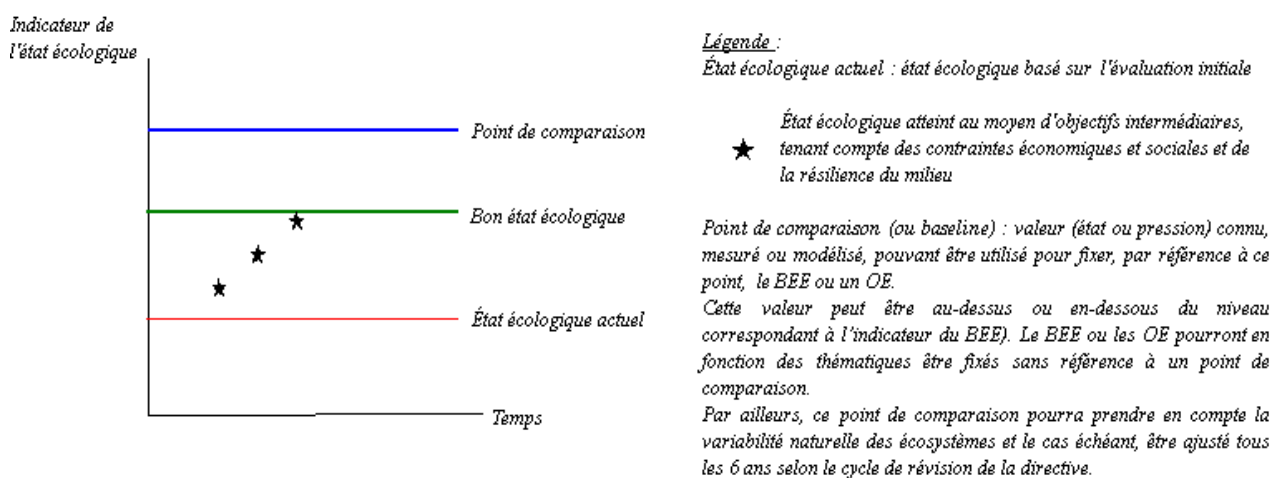 Indicateur de
l'état écologique
Point de comparaison
Bon état écologique
État écologique actuel
Temps
Légende :
État écologique actuel : état écologique basé sur l'évaluation initiale
État écologique atteint au moyen d'objectifs intermédiaires,
tenant compte des contraintes économiques et sociales et de
la résilience du milieu
Point de comparaison (ou baseline) : valeur (état ou pression) connu,
mesuré ou modélisé, pouvant être utilisé pour fixer, par référence à ce
point, le BEE ou un OE.
Cette valeur peut être au-dessus ou en-dessous du niveau
correspondant à l'indicateur du BEE). Le BEE ou les OE pourront en
fonction des thématiques être fixés sans référence à un point de
comparaison.
Par ailleurs, ce point de comparaison pourra prendre en compte la
variabilité naturelle des écosystèmes et le cas échéant, être ajusté tous
les 6 ans selon le cycle de révision de la directive.